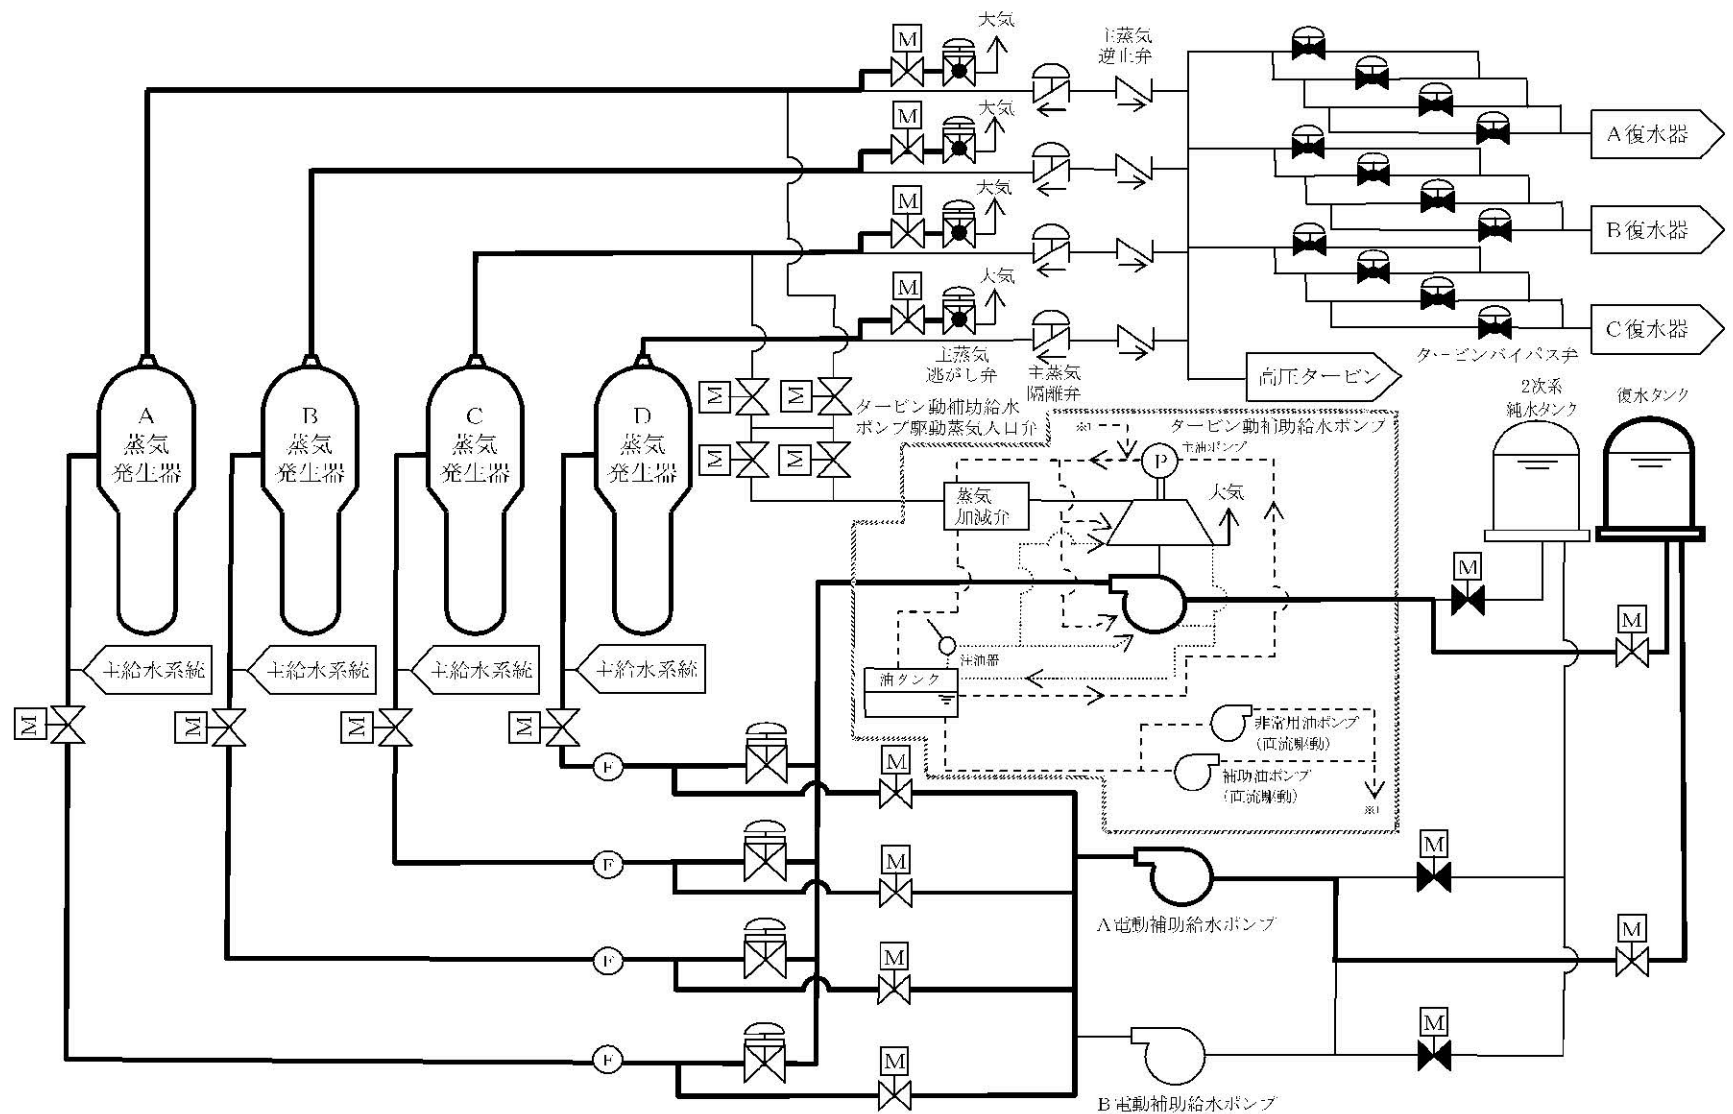 M
大気
主蒸気
逆止弁
M
大気
A復水器
M
大気
B復水器
M
大気
C復水器
主蒸気
逃がし弁
主蒸気
隔離弁
タービンバイパス弁
高圧タービン
2次系
純水タンク
復水タンク
A
蒸気
発生器
B
蒸気
発生器
C
蒸気
発生器
D
蒸気
発生器
M
M
M
M
タービン動補助給水
ポンプ駆動蒸気入口弁
タービン動補助給水ポンプ
※1
P
主油ポンプ
大気
蒸気
加減弁
M
M
主給水系統
主給水系統
主給水系統
主給水系統
注油器
油タンク
M
M
M
M
非常用油ポンプ
(直流駆動)
補助油ポンプ
(直流駆動)
※1
F
M
F
M
F
M
F
M
A電動補助給水ポンプ
M
M
M
B電動補助給水ポンプ